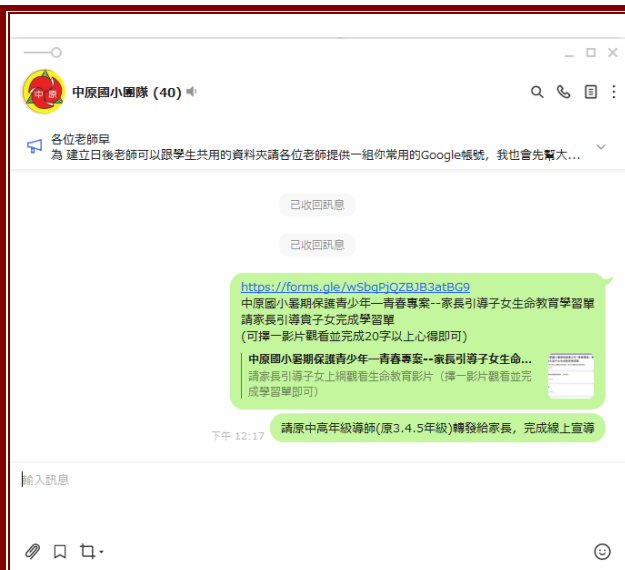 中原
中原國小團隊 (40)
各位老師早
為 建立日後老師可以跟學生共用的資料夾請各位老師提供一組你常用的Google帳號，我也會先幫大...
已收回訊息
已收回訊息
https://forms.gle/wSbqPjQZBJB3atBG9
中原國小暑期保護青少年—青春專案--家長引導子女生命教育學習單
請家長引導貴子女完成學習單
(可擇一影片觀看並完成20字以上心得即可)
中原國小暑期保護青少年—青春專案--家長引導子女生命...
請家長引導子女上網觀看生命教育影片（擇一影片觀看並完
成學習單即可）
下午 12:17
請原中高年級導師(原3.4.5年級)轉發給家長，完成線上宣導
輸入訊息